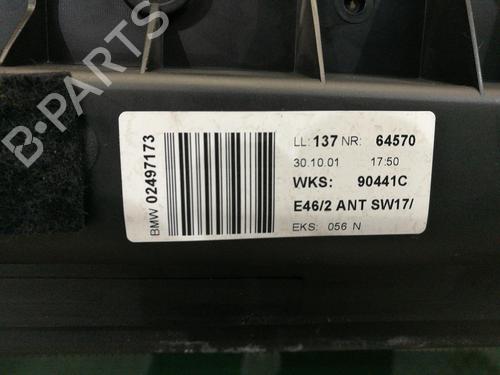 B-PARTS
BMW 02497173
LL: 137 NR: 64570
30.10.01 17:50
WKS: 90441C
E46/2 ANT SW17/
EKS: 056 N